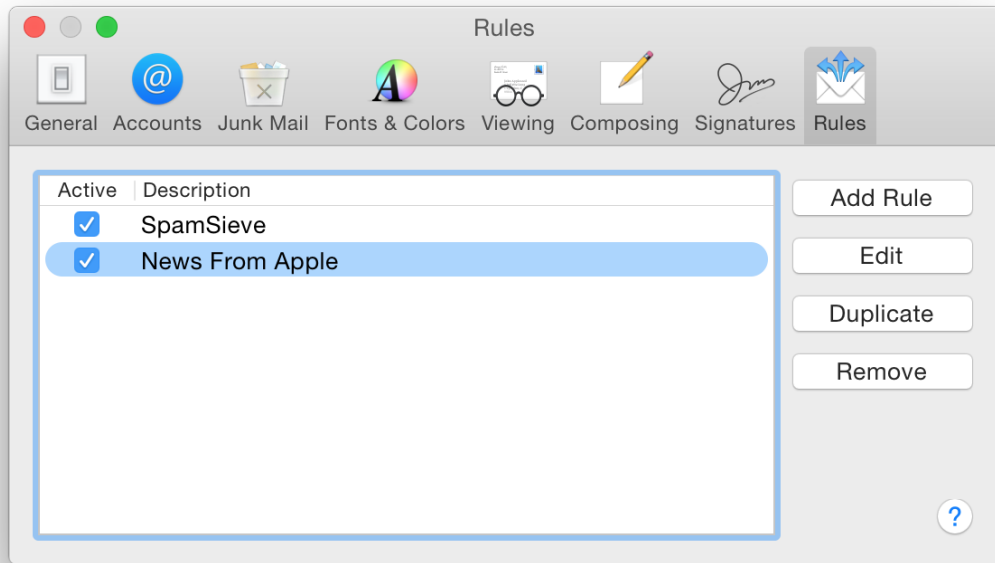 Rules
General Accounts Junk Mail Fonts & Colors Viewing Composing Signatures Rules
Active Description
SpamSieve
News From Apple
Add Rule
Edit
Duplicate
Remove
?